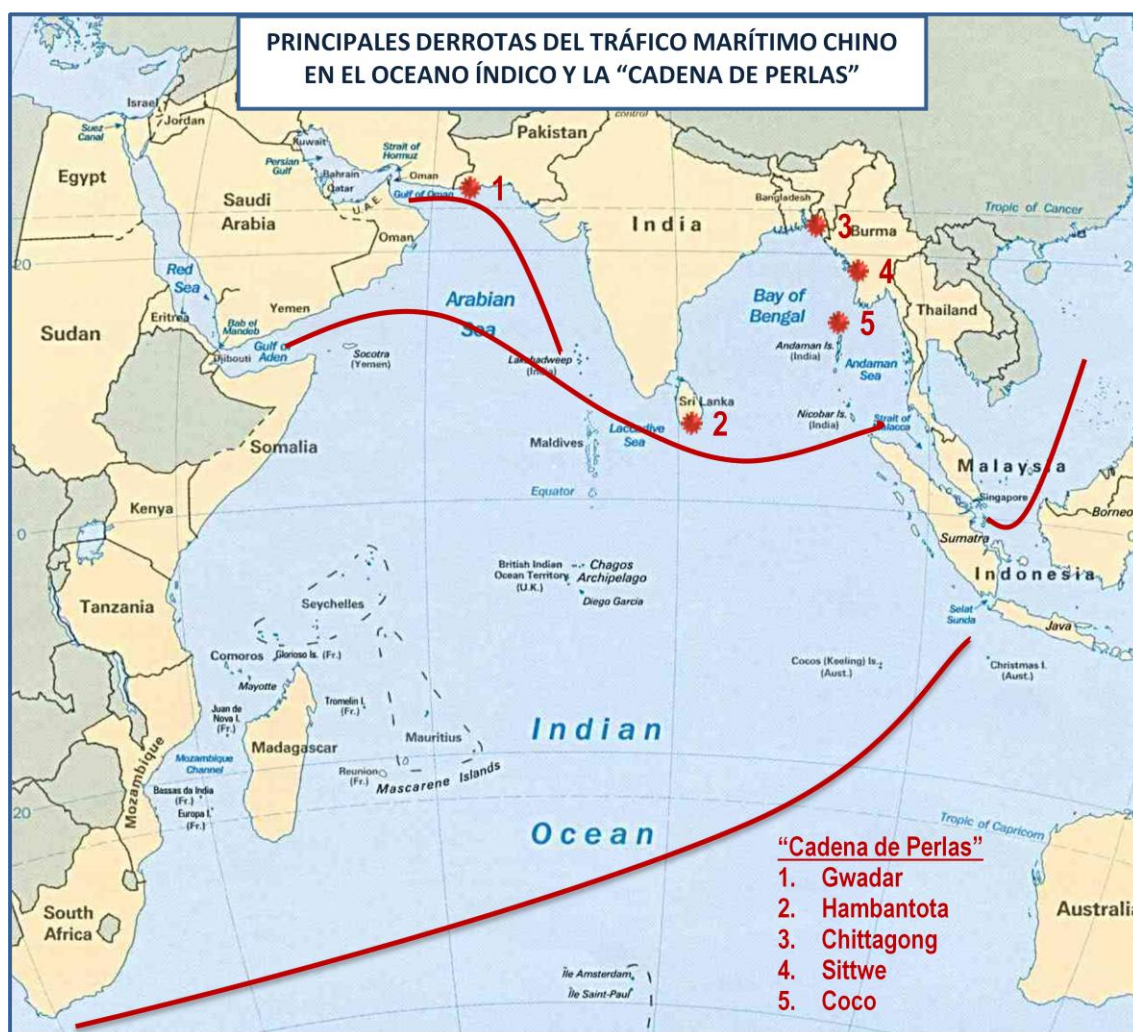 PRINCIPALES DERROTAS DEL TRÁFICO MARÍTIMO CHINO
EN EL OCEANO ÍNDICO Y LA “CADENA DE PERLAS”
control
Israel
Jordan
Suez
Canal
Kuwait
Persian
Gulf
Bahrain
Qatar
U.A.E.
Strait of
Hormuz
Oman
Gulf of Oman
Pakistan
1
Egypt
Saudi
Arabia
Oman
India
Bangladesh
3
Burma
Tropic of Cancer
20
Red
Sea
4
Arabian
Sea
Bay of
Bengal
5
Thailand
Sudan
Eritrea
Yemen
Bab el
Mandeb
Gulf of
Aden
Djibouti
Socotra
(Yemen)
Lakshadweep
(India)
Andaman Is.
(India)
Andaman
Sea
Sri Lanka
2
Nicobar Is.
(India)
Strait of
Malacca
Laccadive
Sea
Somalia
Maldives
Malaysia
Equator
Singapore
Kenya
Borneo
0
Sumatra
Indonesia
British Indian
Ocean Territory
(U.K.)
Chagos
Archipelago
Diego Garcia
Tanzania
Seychelles
Selat
Sunda
Java
Comoros
Glorioso Is. (Fr.)
Mayotte
Cocos (Keeling) Is.
(Aust.)
Christmas I.
(Aust.)
Juan de
Nova I.
(Fr.)
Tromelin I.
(Fr.)
Mozambique
Madagascar
Mauritius
Mozambique
Channel
Reunion
(Fr.)
Mascarene Islands
Bassas da India
(Fr.)
Europa I.
(Fr.)
20
Indian
Ocean
Tropic of Capricorn
20
“Cadena de Perlas”
1. Gwadar
2. Hambantota
3. Chittagong
4. Sittwe
5. Coco
South
Africa
Australia
Île Amsterdam
Île Saint-Paul